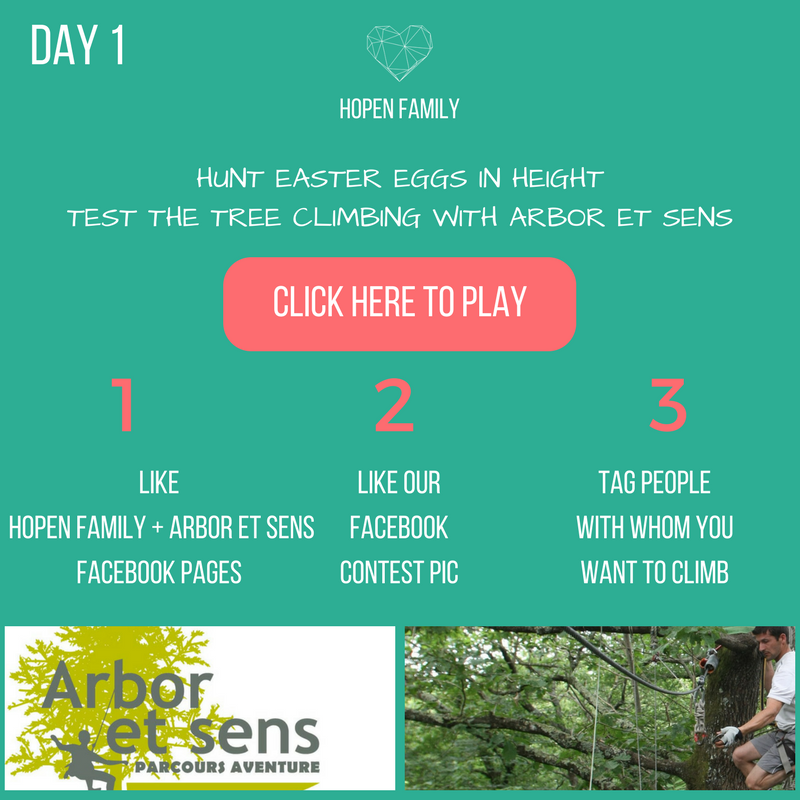 DAY 1
HOPEN FAMILY
HUNT EASTER EGGS IN HEIGHT
TEST THE TREE CLIMBING WITH ARBOR ET SENS
CLICK HERE TO PLAY
1
LIKE
HOPEN FAMILY + ARBOR ET SENS
FACEBOOK PAGES
2
LIKE OUR
FACEBOOK
CONTEST PIC
3
TAG PEOPLE
WITH WHOM YOU
WANT TO CLIMB
Arbor
et sens
PARCOURS AVENTURE